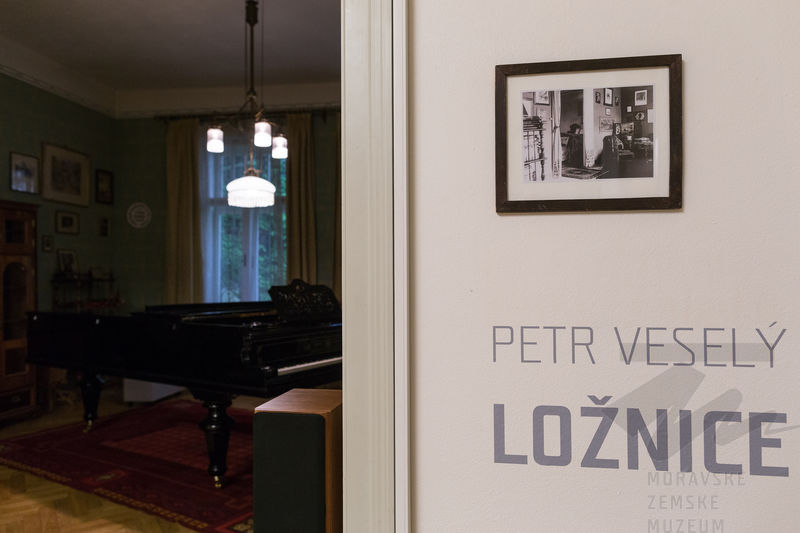 PETR VESELÝ
LOŽNICE
MORAVSKÉ
ZEMSKÉ
MUZEUM